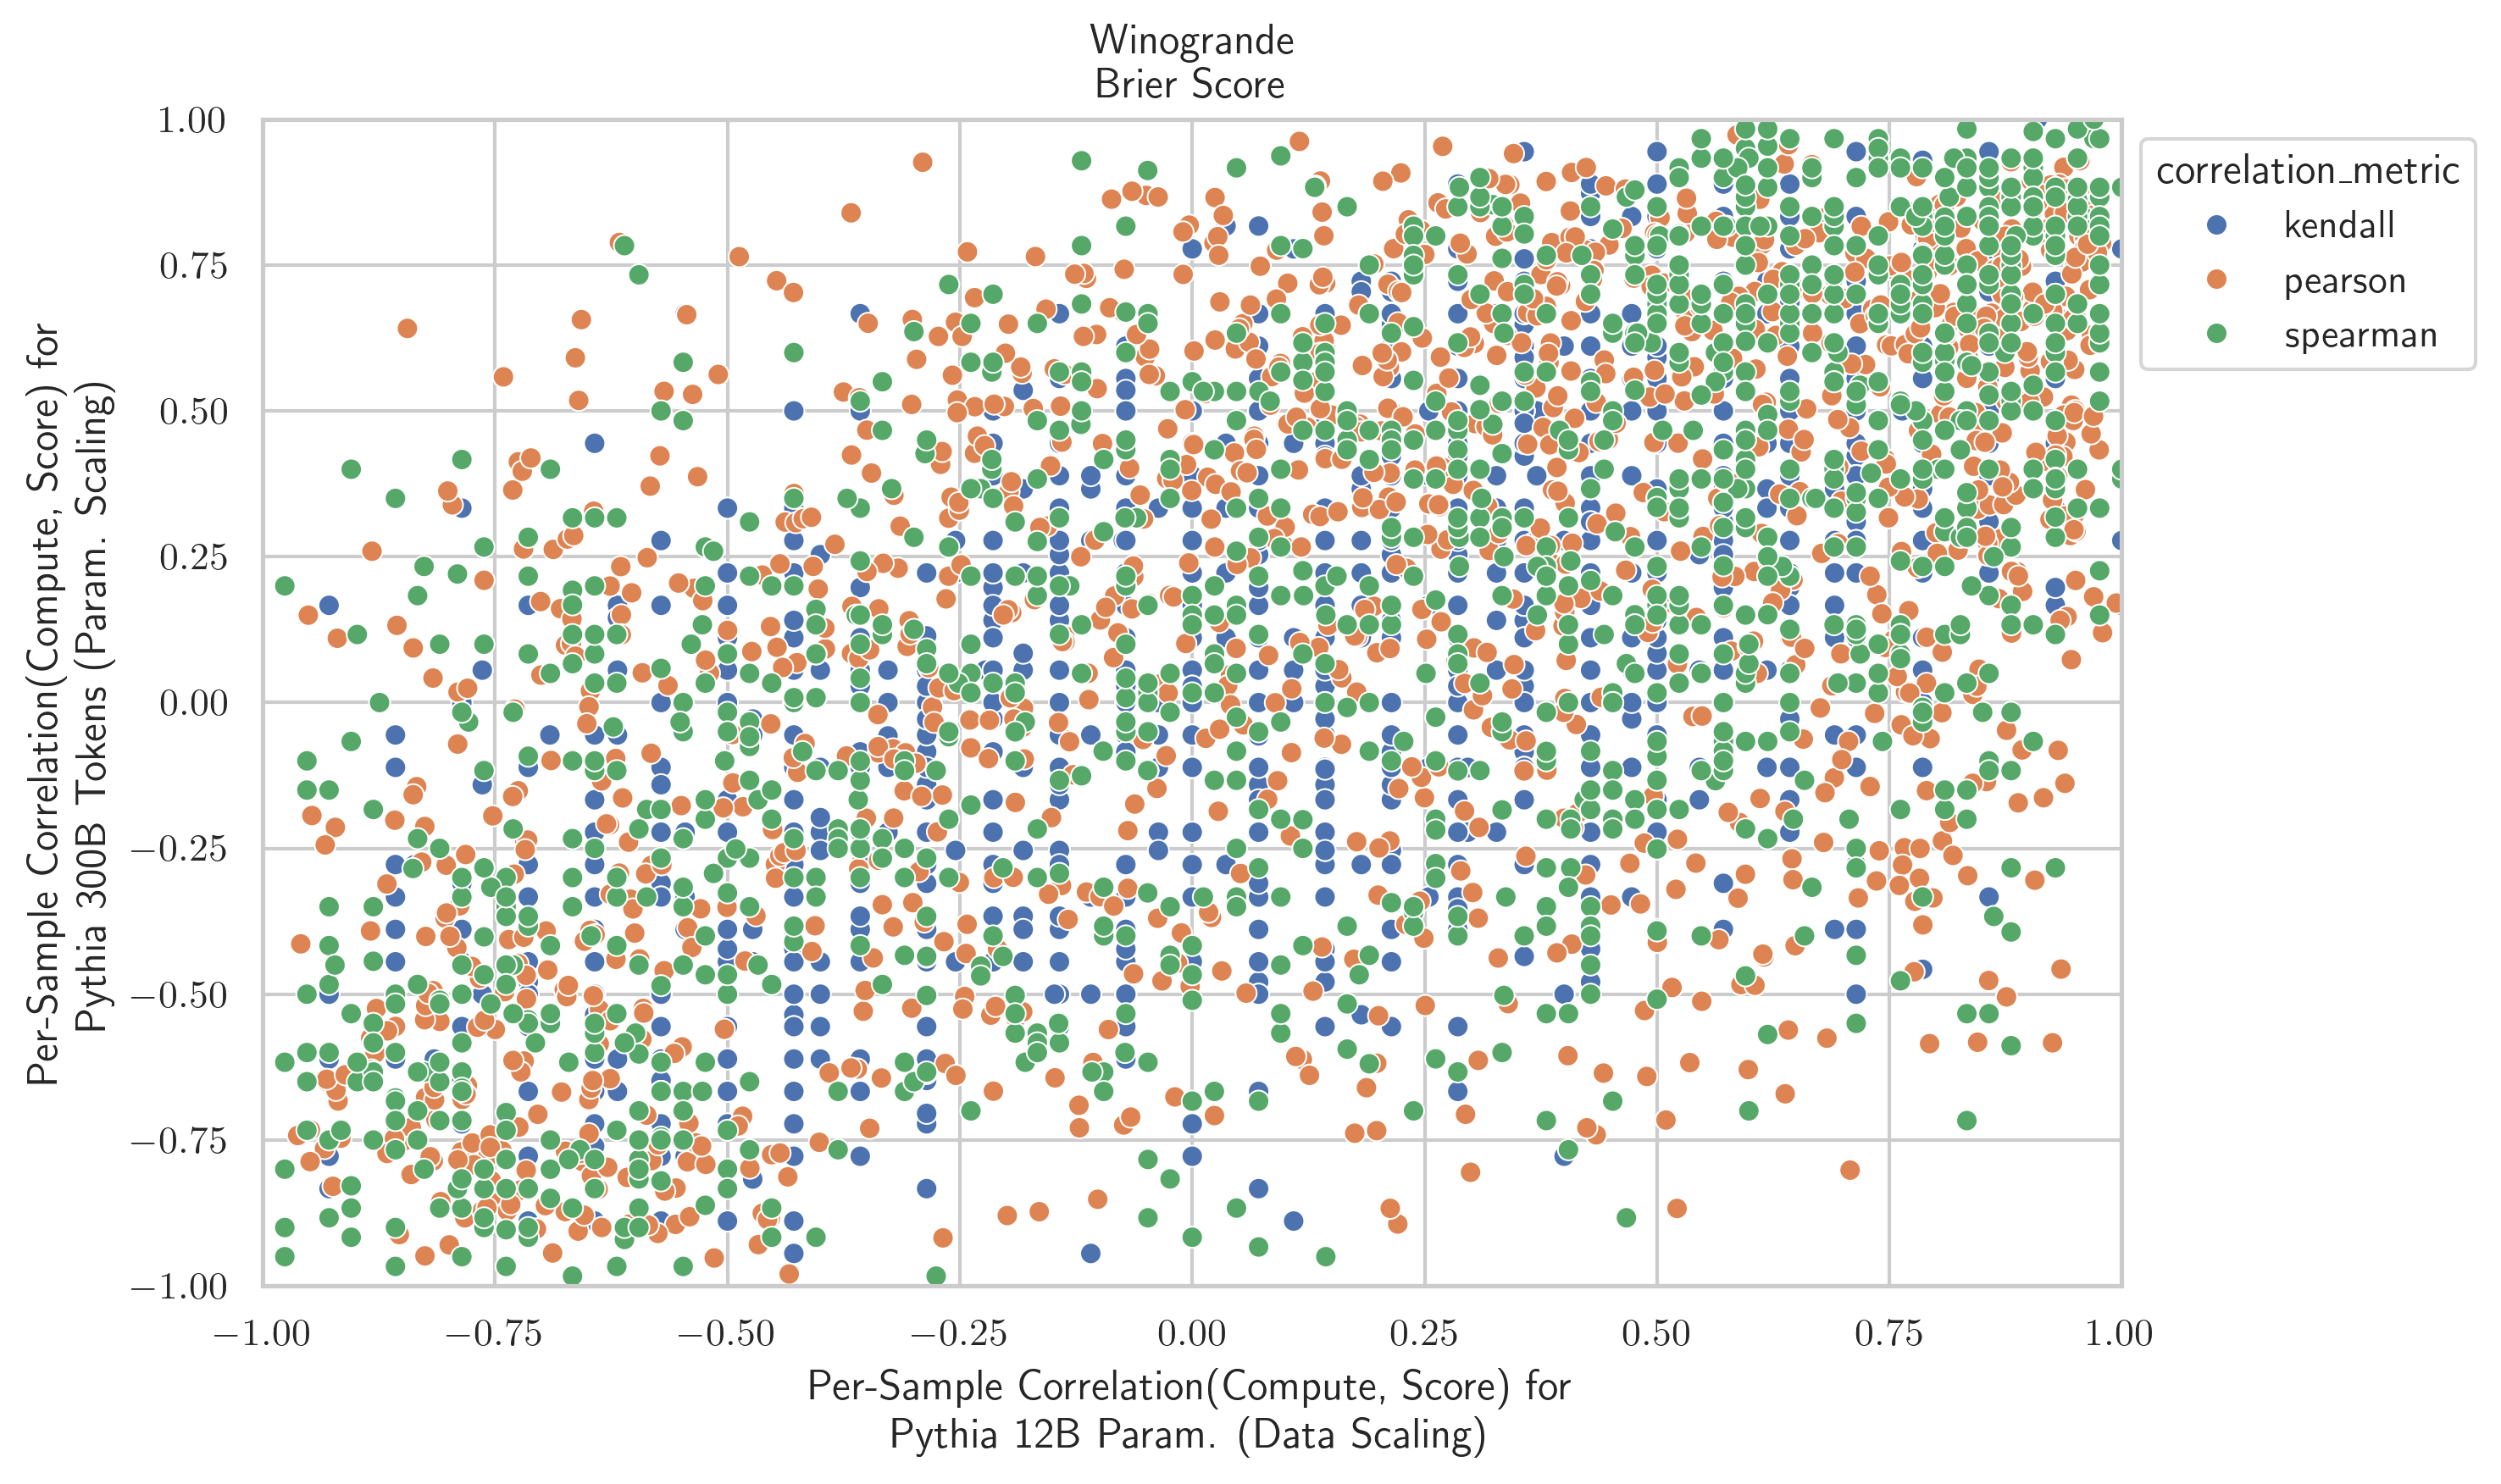 Winogrande
Brier Score
Per-Sample Correlation(Compute, Score) for
Pythia 300B Tokens (Param. Scaling)
1.00
0.75
0.50
0.25
0.00
−0.25
−0.50
−0.75
−1.00
−1.00 −0.75 −0.50 −0.25 0.00 0.25 0.50 0.75 1.00
Per-Sample Correlation(Compute, Score) for
Pythia 12B Param. (Data Scaling)
correlation_metric
kendall
pearson
spearman